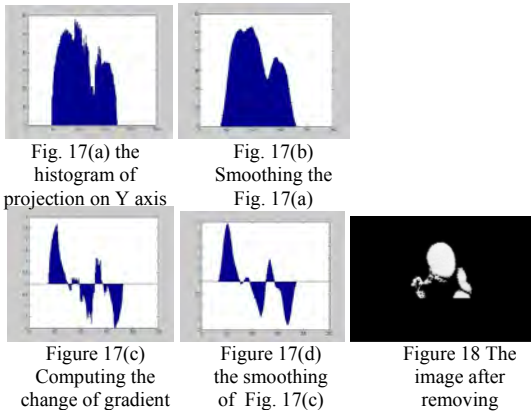 Fig. 17(a) the
histogram of
projection on Y axis
Fig. 17(b)
Smoothing the
Fig. 17(a)
Figure 17(c)
Computing the
change of gradient
Figure 17(d)
the smoothing
of Fig. 17(c)
Figure 18 The
image after
removing